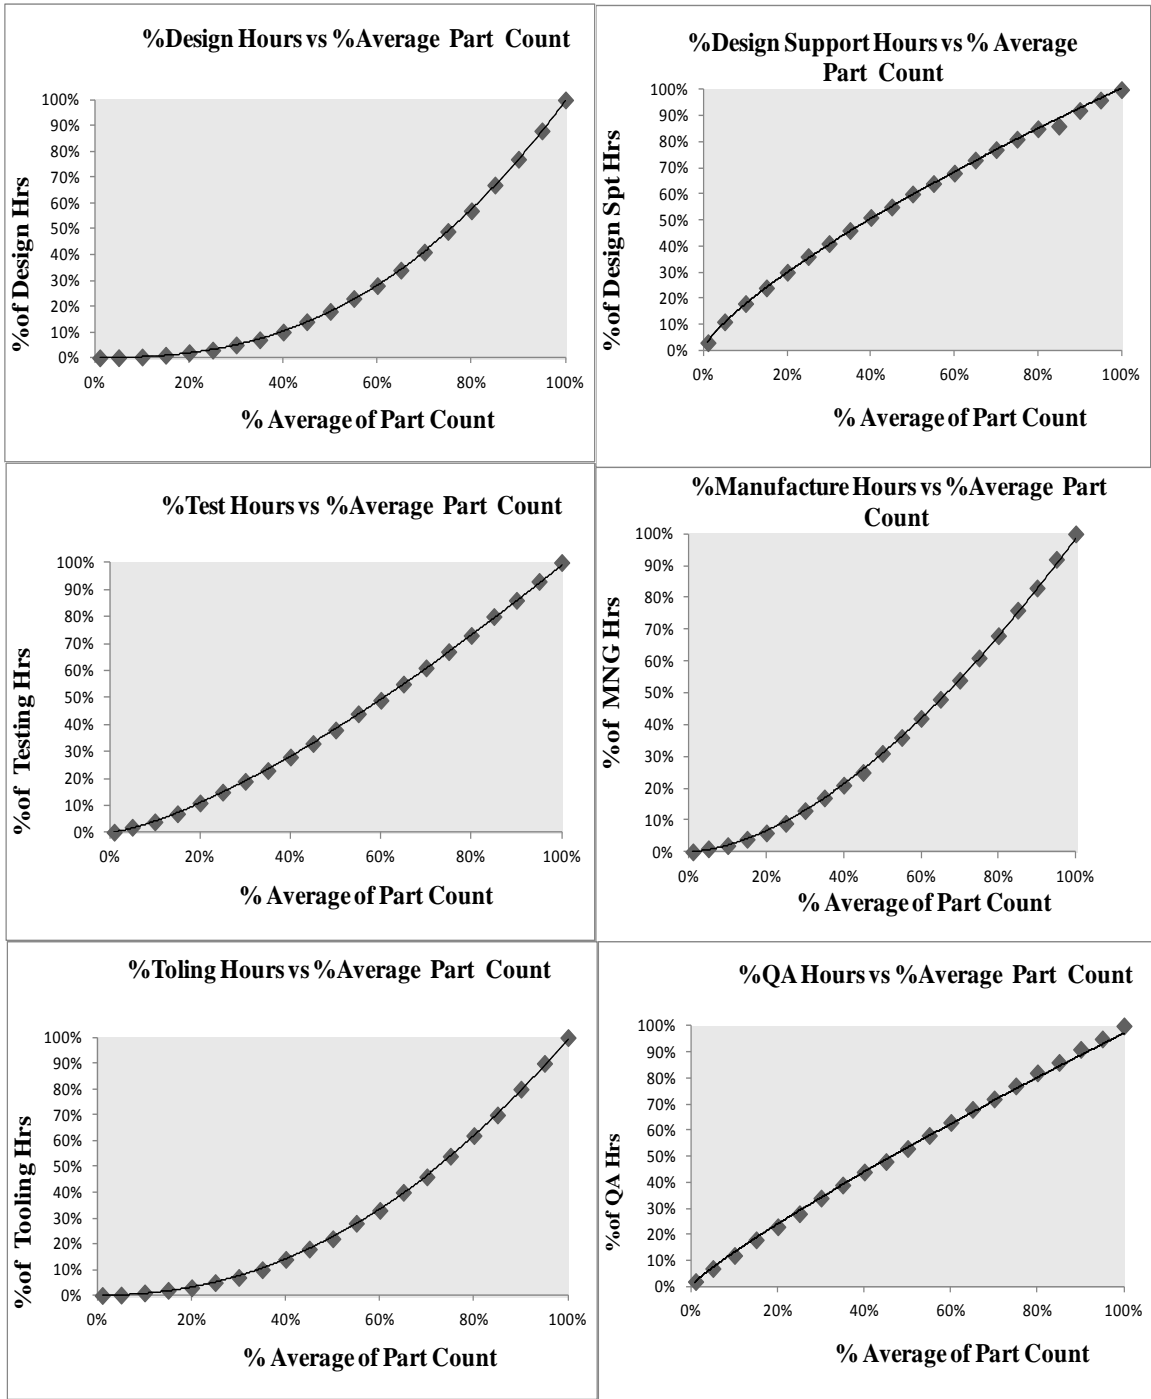 %Design Hours vs %Average Part Count
100%
90%
80%
70%
60%
50%
40%
30%
20%
10%
0%
0% 20% 40% 60% 80% 100%
%of Design Hrs
% Average of Part Count
%Design Support Hours vs % Average
Part Count
100%
90%
80%
70%
60%
50%
40%
30%
20%
10%
0%
0% 20% 40% 60% 80% 100%
%of Design Spt Hrs
% Average of Part Count
%Test Hours vs %Average Part Count
100%
90%
80%
70%
60%
50%
40%
30%
20%
10%
0%
0% 20% 40% 60% 80% 100%
%of Testing Hrs
% Average of Part Count
%Manufacture Hours vs %Average Part
Count
100%
90%
80%
70%
60%
50%
40%
30%
20%
10%
0%
0% 20% 40% 60% 80% 100%
%of MNG Hrs
% Average of Part Count
%Toling Hours vs %Average Part Count
100%
90%
80%
70%
60%
50%
40%
30%
20%
10%
0%
0% 20% 40% 60% 80% 100%
%of Tooling Hrs
% Average of Part Count
%QA Hours vs %Average Part Count
100%
90%
80%
70%
60%
50%
40%
30%
20%
10%
0%
0% 20% 40% 60% 80% 100%
%of QA Hrs
% Average of Part Count